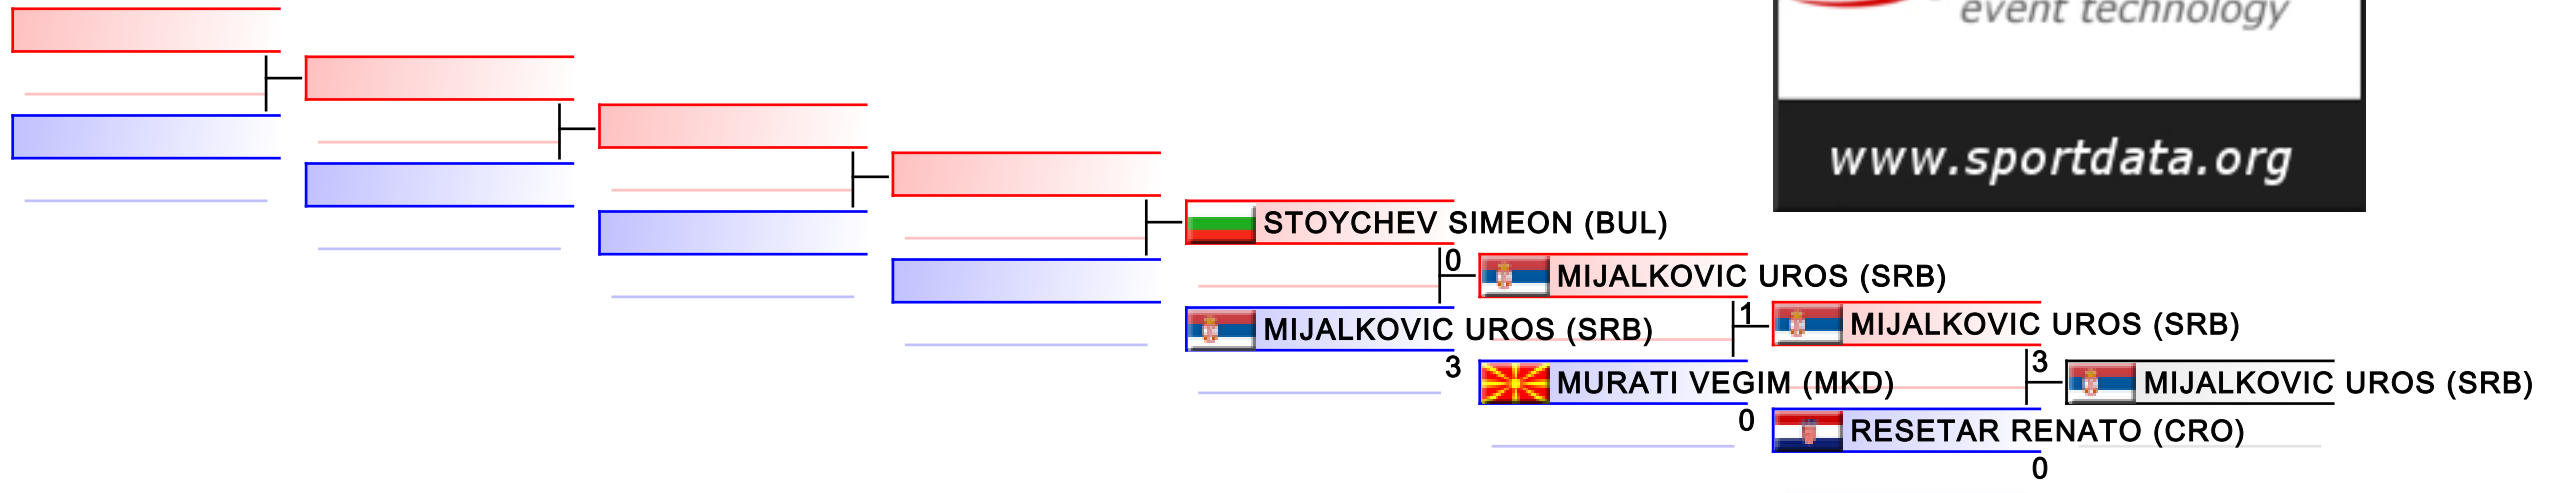 event technology
www.sportdata.org
STOYCHEV SIMEON (BUL)
0
MIJALKOVIC UROS (SRB)
MIJALKOVIC UROS (SRB)
3
1
MURATI VEGIM (MKD)
0
MIJALKOVIC UROS (SRB)
3
RESETAR RENATO (CRO)
0
MIJALKOVIC UROS (SRB)